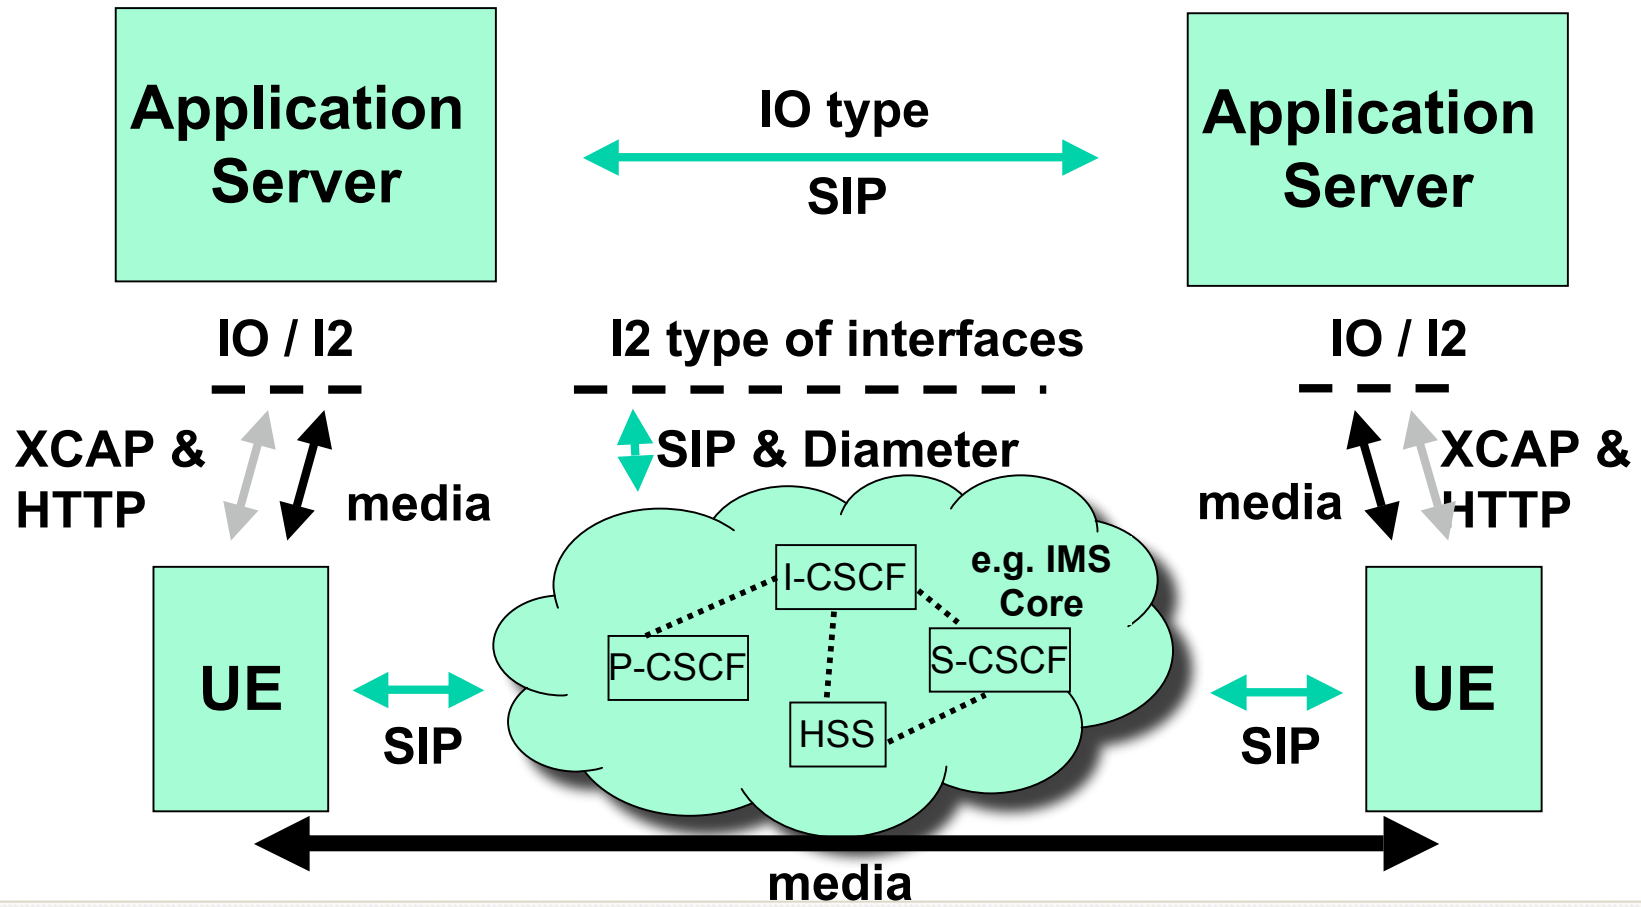 Application
Server
IO type
SIP
Application
Server
IO / I2
I2 type of interfaces
IO / I2
XCAP &
HTTP
media
SIP & Diameter
media
XCAP &
HTTP
e.g. IMS
Core
I-CSCF
P-CSCF
S-CSCF
HSS
UE
SIP
SIP
UE
media